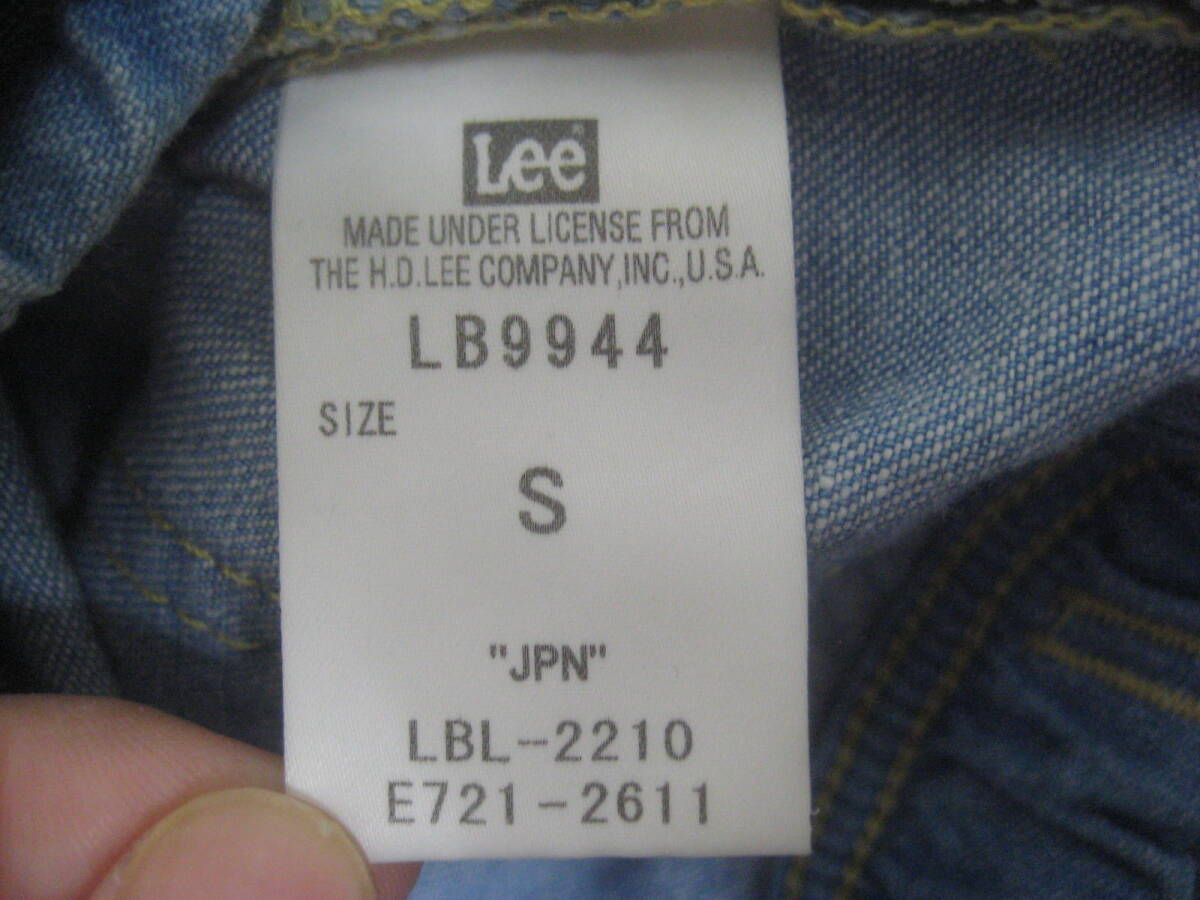 Lee®
MADE UNDER LICENSE FROM
THE H.D.LEE COMPANY,INC.,U.S.A.
LB9944
SIZE
S
"JPN"
LBL-2210
E721-2611